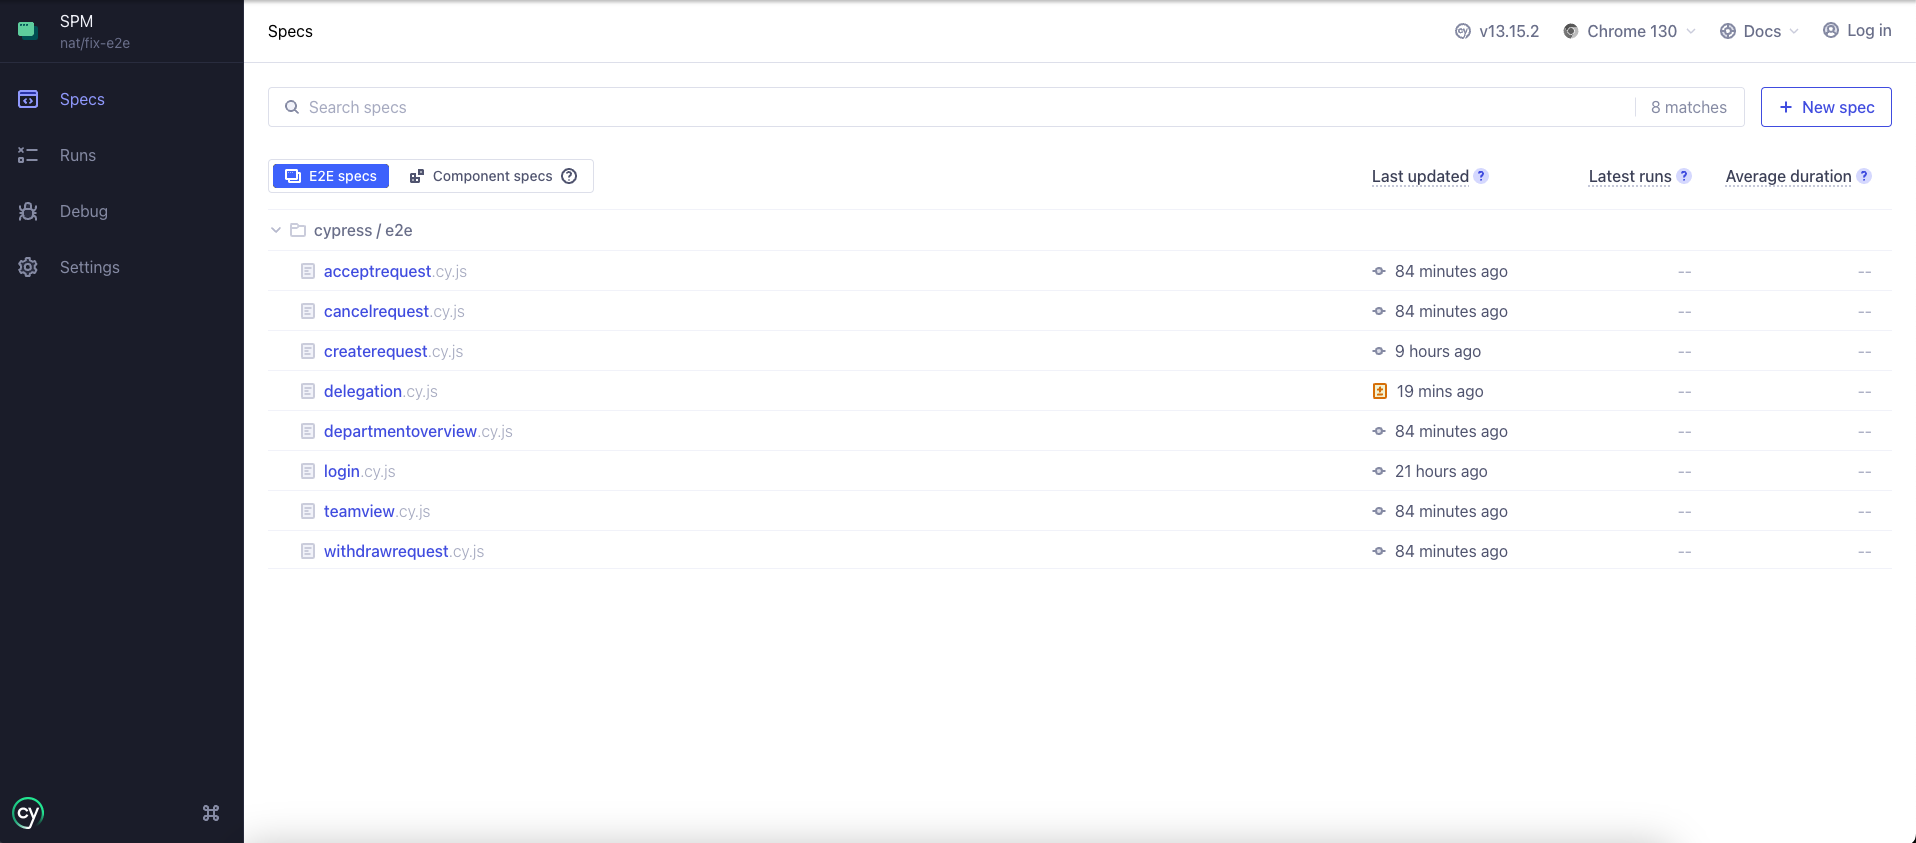 SPM
nat/fix-e2e
Specs
Runs
Debug
Settings
cy
Specs
v13.15.2
Chrome 130
Docs
Log in
Search specs
8 matches
+ New spec
E2E specs
Component specs ?
Last updated ?
Latest runs ?
Average duration ?
cypress / e2e
acceptrequest.cy.js 84 minutes ago -- --
cancelrequest.cy.js 84 minutes ago -- --
createrequest.cy.js 9 hours ago -- --
delegation.cy.js 19 mins ago -- --
departmentoverview.cy.js 84 minutes ago -- --
login.cy.js 21 hours ago -- --
teamview.cy.js 84 minutes ago -- --
withdrawrequest.cy.js 84 minutes ago -- --